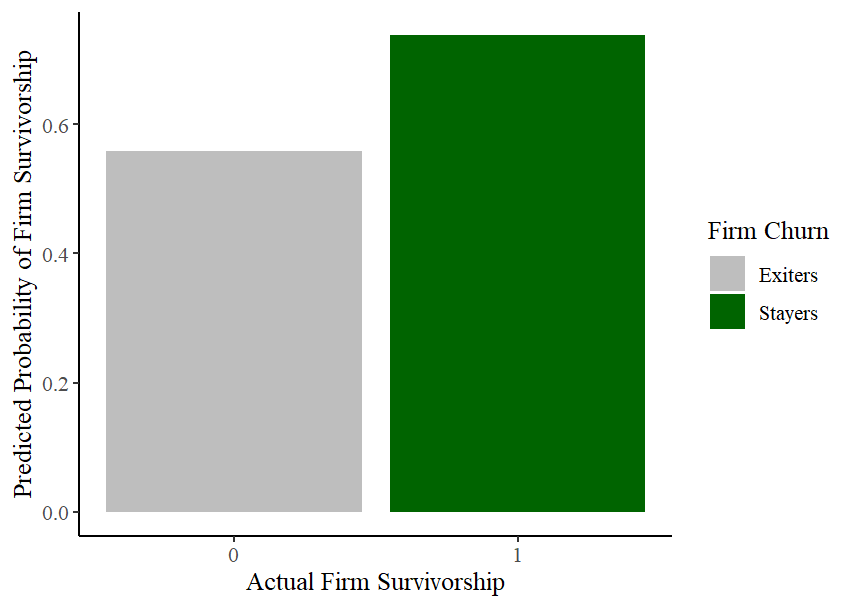 Predicted Probability of Firm Survivorship
0.6
0.4
0.2
0.0
0 1
Actual Firm Survivorship
Firm Churn
Exiters
Stayers